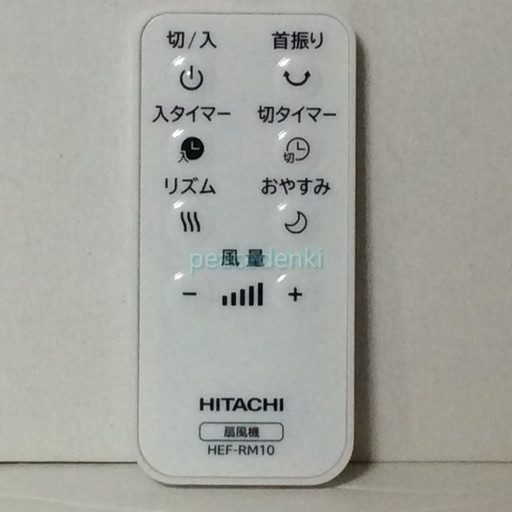 切/入 首振り
入タイマー 切タイマー
入 切
リズム おやすみ
風量
peacedenki
− +
HITACHI
扇風機
HEF-RM10